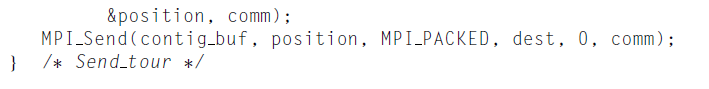 &position, comm);
MPI_Send(contig_buf, position, MPI_PACKED, dest, 0, comm);
} /* Send_tour */